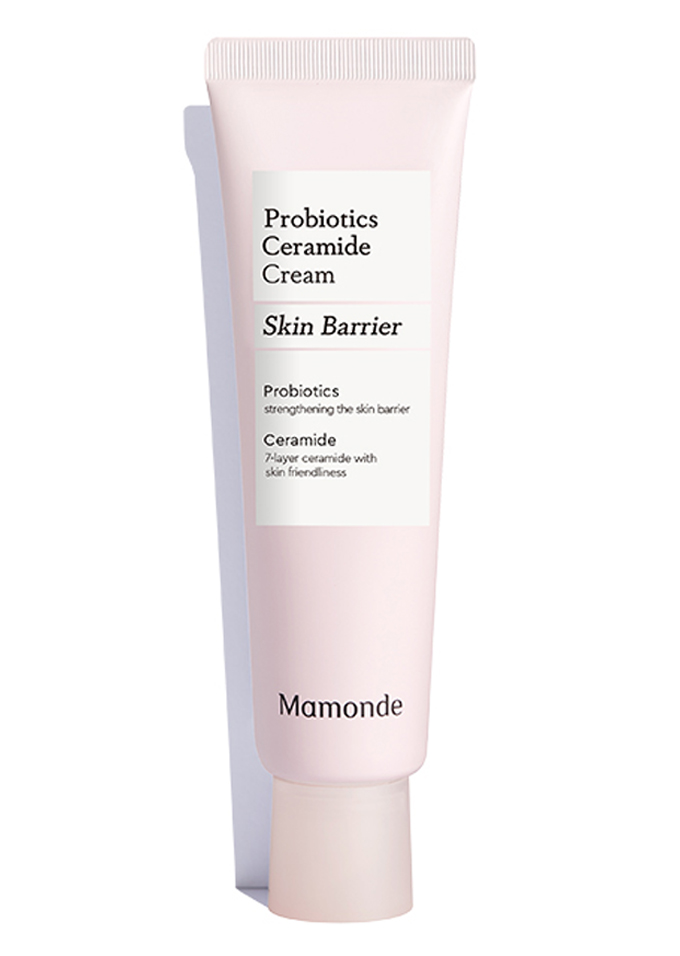 Probiotics
Ceramide
Cream
Skin Barrier
Probiotics
strengthening the skin barrier
Ceramide
7-layer ceramide with
skin friendliness
Mamonde